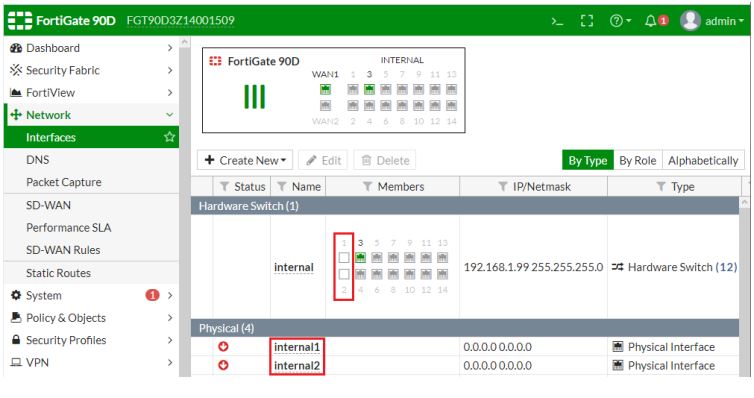 FortiGate 90D FGT90D3Z14001509 >_ admin
1
Dashboard
Security Fabric
FortiView
Network
Interfaces
DNS
Packet Capture
SD-WAN
Performance SLA
SD-WAN Rules
Static Routes
System 1
Policy & Objects
Security Profiles
VPN
FortiGate 90D INTERNAL
WAN1 1 3 5 7 9 11 13
WAN2 2 4 6 8 10 12 14
+ Create New Edit Delete By Type By Role Alphabetically
Status Name Members IP/Netmask Type
Hardware Switch (1)
1 3 5 7 9 11 13
internal 192.168.1.99 255.255.255.0 Hardware Switch (12)
2 4 6 8 10 12 14
Physical (4)
internal1 0.0.0.0 0.0.0.0 Physical Interface
internal2 0.0.0.0 0.0.0.0 Physical Interface